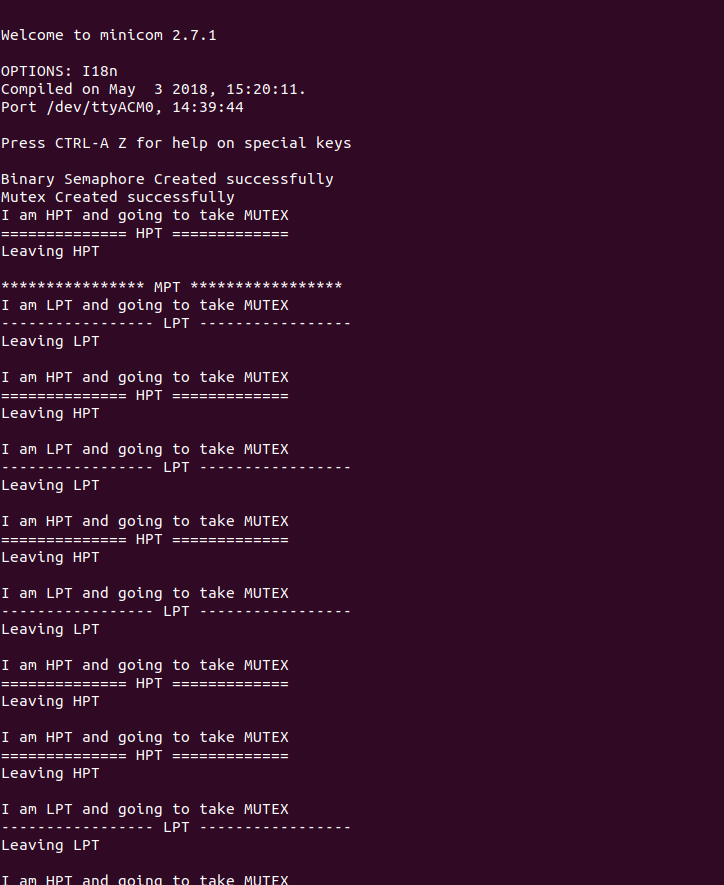 Welcome to minicom 2.7.1
OPTIONS: I18n
Compiled on May  3 2018, 15:20:11.
Port /dev/ttyACM0, 14:39:44
Press CTRL-A Z for help on special keys
Binary Semaphore Created successfully
Mutex Created successfully
I am HPT and going to take MUTEX
============== HPT =============
Leaving HPT
**************** MPT *****************
I am LPT and going to take MUTEX
----------------- LPT -----------------
Leaving LPT
I am HPT and going to take MUTEX
============== HPT =============
Leaving HPT
I am LPT and going to take MUTEX
----------------- LPT -----------------
Leaving LPT
I am HPT and going to take MUTEX
============== HPT =============
Leaving HPT
I am LPT and going to take MUTEX
----------------- LPT -----------------
Leaving LPT
I am HPT and going to take MUTEX
============== HPT =============
Leaving HPT
I am HPT and going to take MUTEX
============== HPT =============
Leaving HPT
I am LPT and going to take MUTEX
----------------- LPT -----------------
Leaving LPT
I am HPT and going to take MUTEX